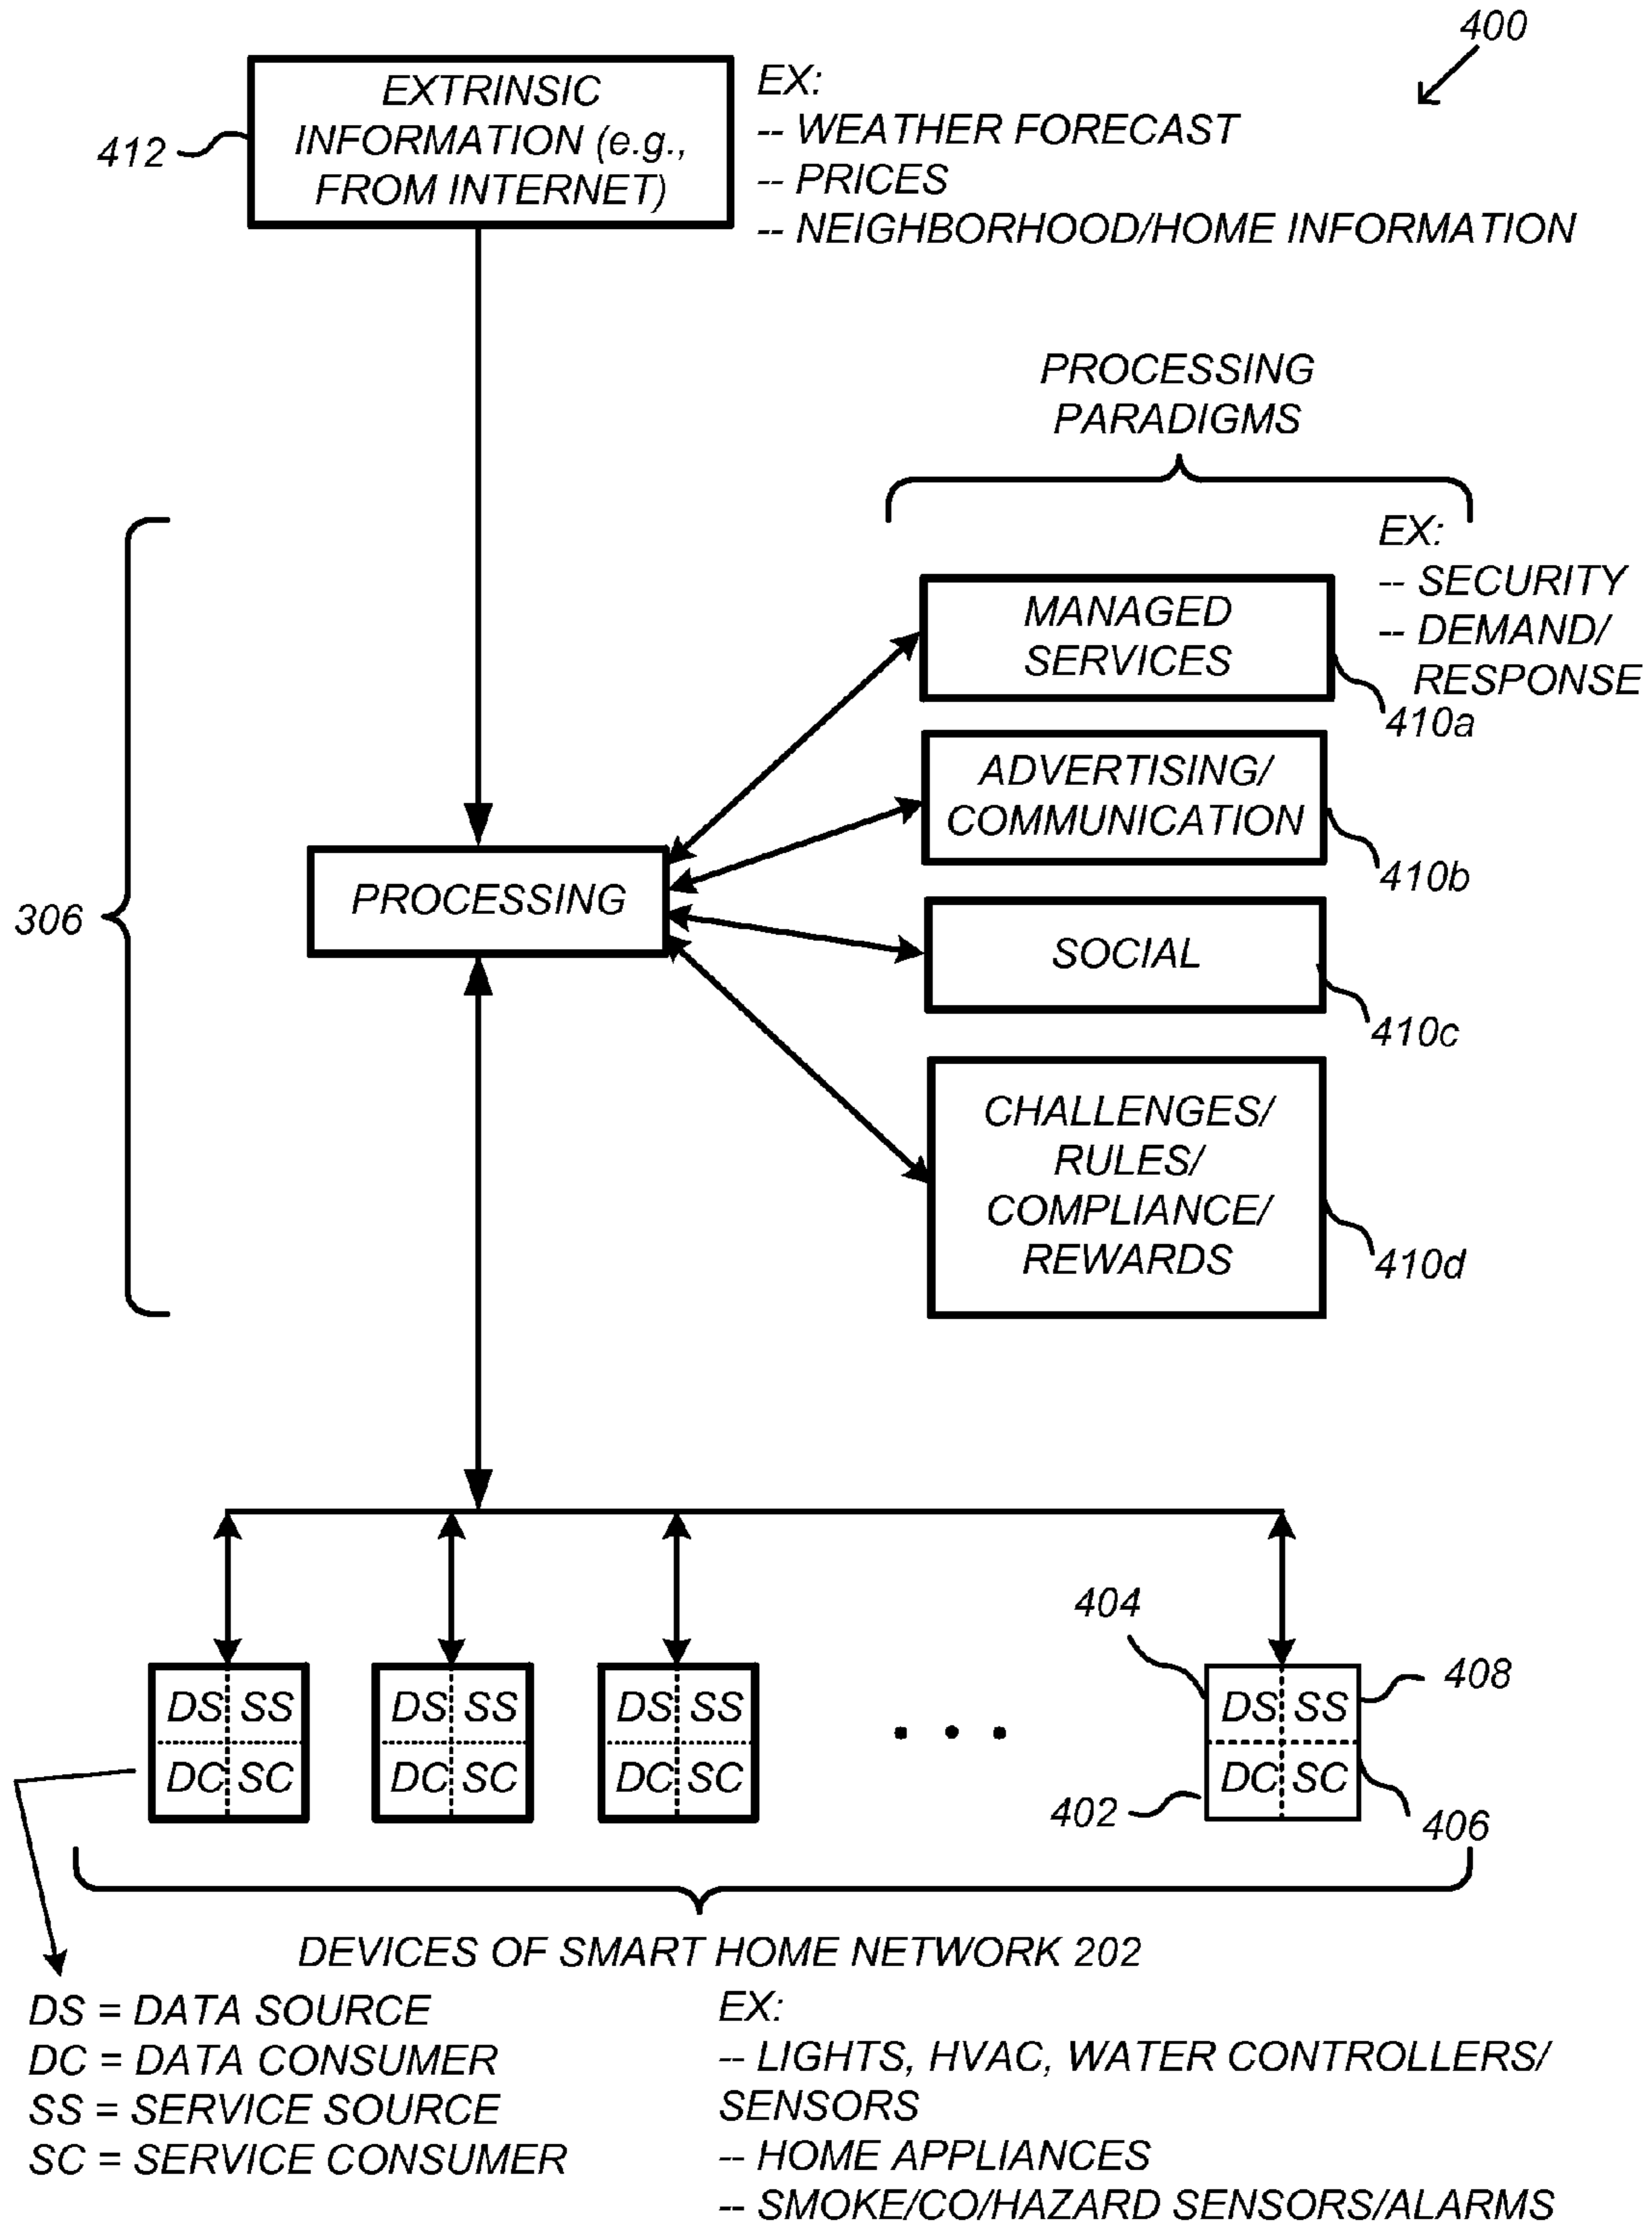 400
EXTRINSIC
INFORMATION (e.g.,
FROM INTERNET)
412
EX:
-- WEATHER FORECAST
-- PRICES
-- NEIGHBORHOOD/HOME INFORMATION
PROCESSING
PARADIGMS
EX:
-- SECURITY
-- DEMAND/
RESPONSE
MANAGED
SERVICES
410a
ADVERTISING/
COMMUNICATION
410b
PROCESSING
306
SOCIAL
410c
CHALLENGES/
RULES/
COMPLIANCE/
REWARDS
410d
404
408
DS SS
DC SC
DS SS
DC SC
DS SS
DC SC
. . .
DS SS
DC SC
402
406
DEVICES OF SMART HOME NETWORK 202
DS = DATA SOURCE
DC = DATA CONSUMER
SS = SERVICE SOURCE
SC = SERVICE CONSUMER
EX:
-- LIGHTS, HVAC, WATER CONTROLLERS/
SENSORS
-- HOME APPLIANCES
-- SMOKE/CO/HAZARD SENSORS/ALARMS